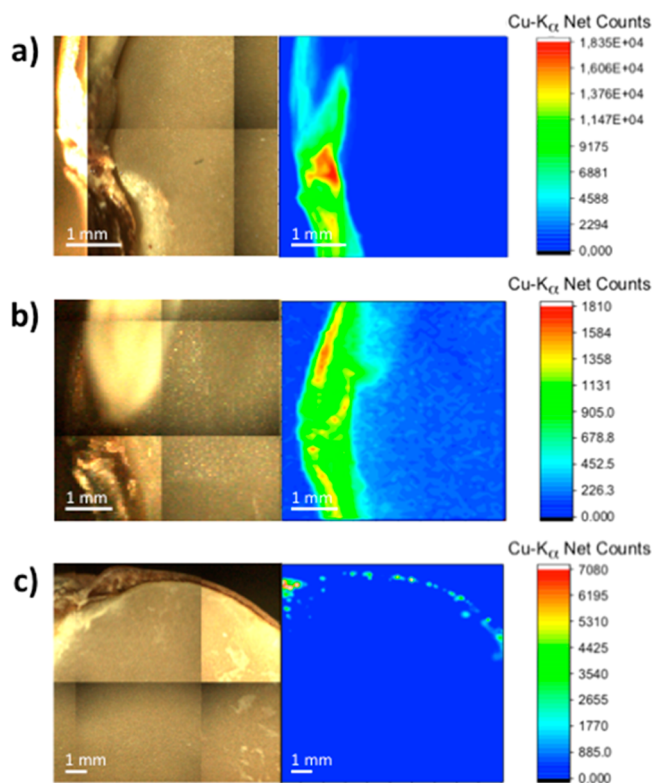 Cu-Kα Net Counts
a)
1,835E+04
1,606E+04
1,376E+04
1,147E+04
9175
6881
4588
2294
0,000
1 mm
1 mm
Cu-Kα Net Counts
b)
1810
1584
1358
1131
905.0
678.8
452.5
226.3
0.000
1 mm
1 mm
Cu-Kα Net Counts
c)
7080
6195
5310
4425
3540
2655
1770
885.0
0.000
1 mm
1 mm